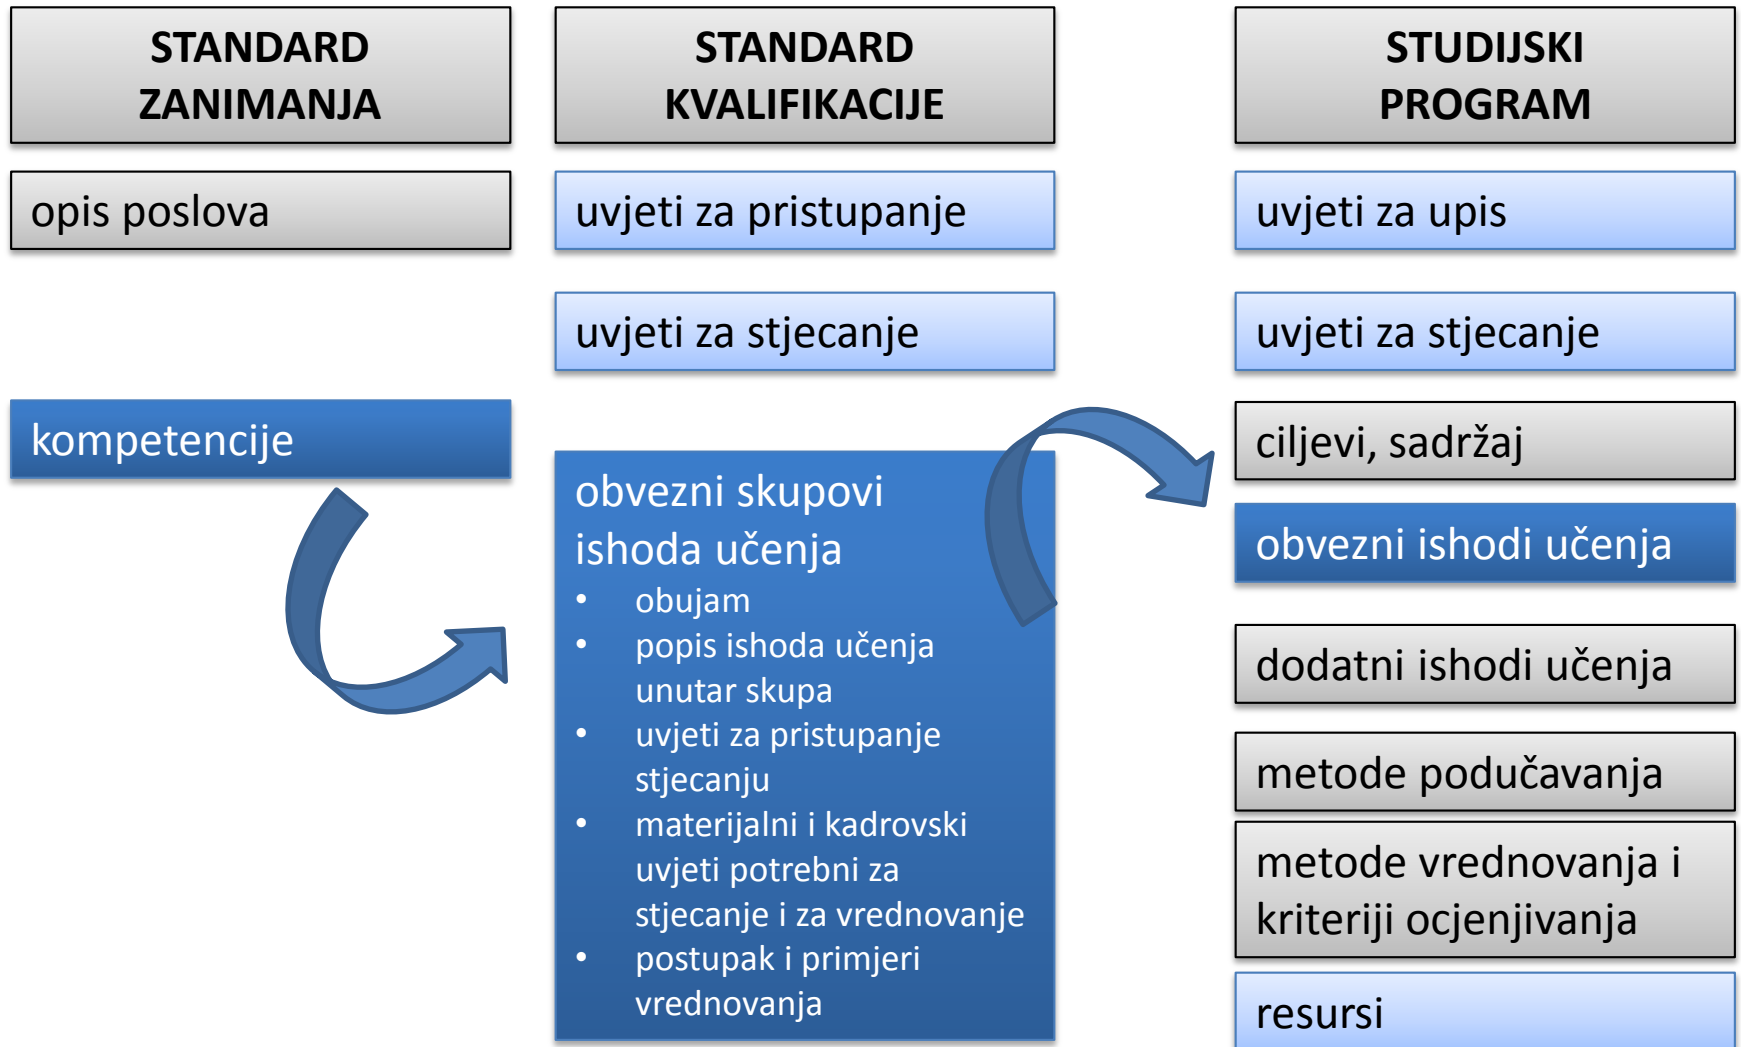 STANDARD
ZANIMANJA
opis poslova
kompetencije
STANDARD
KVALIFIKACIJE
uvjeti za pristupanje
uvjeti za stjecanje
obvezni skupovi
ishoda učenja
• obujam
• popis ishoda učenja
unutar skupa
• uvjeti za pristupanje
stjecanju
• materijalni i kadrovski
uvjeti potrebni za
stjecanje i za vrednovanje
• postupak i primjeri
vrednovanja
STUDIJSKI
PROGRAM
uvjeti za upis
uvjeti za stjecanje
ciljevi, sadržaj
obvezni ishodi učenja
dodatni ishodi učenja
metode podučavanja
metode vrednovanja i
kriteriji ocjenjivanja
resursi